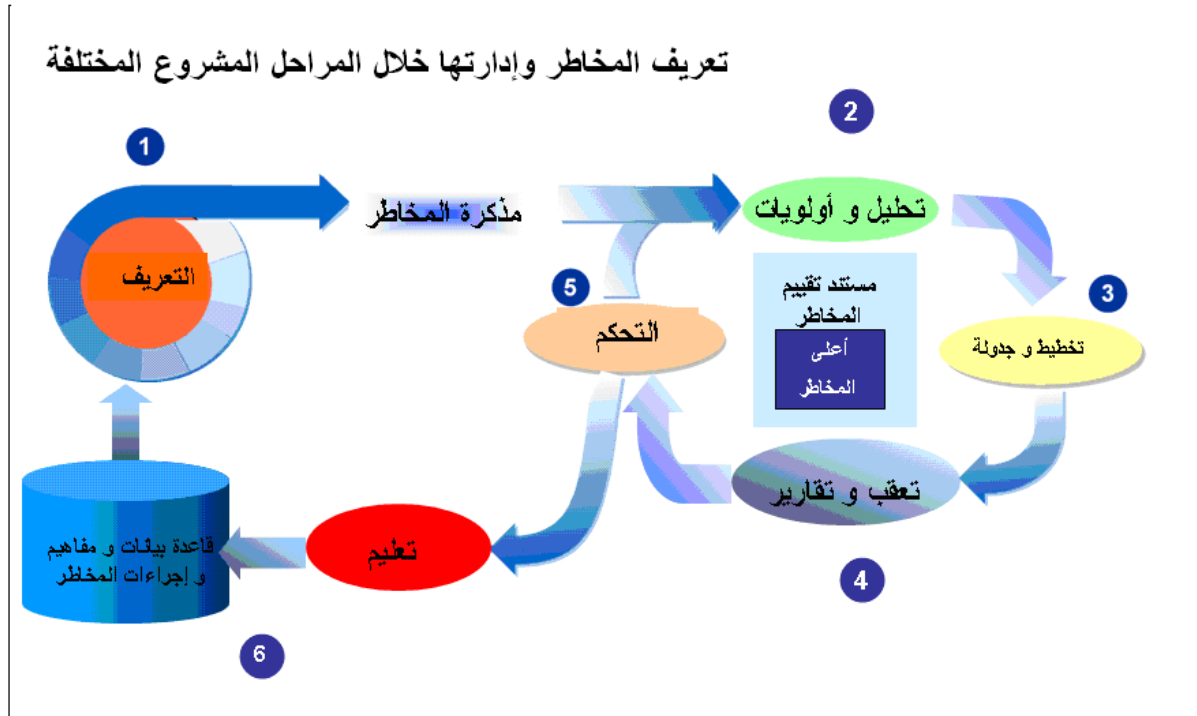 تعريف المخاطر وإدارتها خلال المراحل المشروع المختلفة
1
2
مذكرة المخاطر
تحليل و أولويات
التعريف
5
مستند تقييم
المخاطر
3
التحكم
أعلى
المخاطر
تخطيط و جدولة
تعقب و تقارير
تعليم
قاعدة بيانات و مفاهيم
و إجراءات المخاطر
4
6